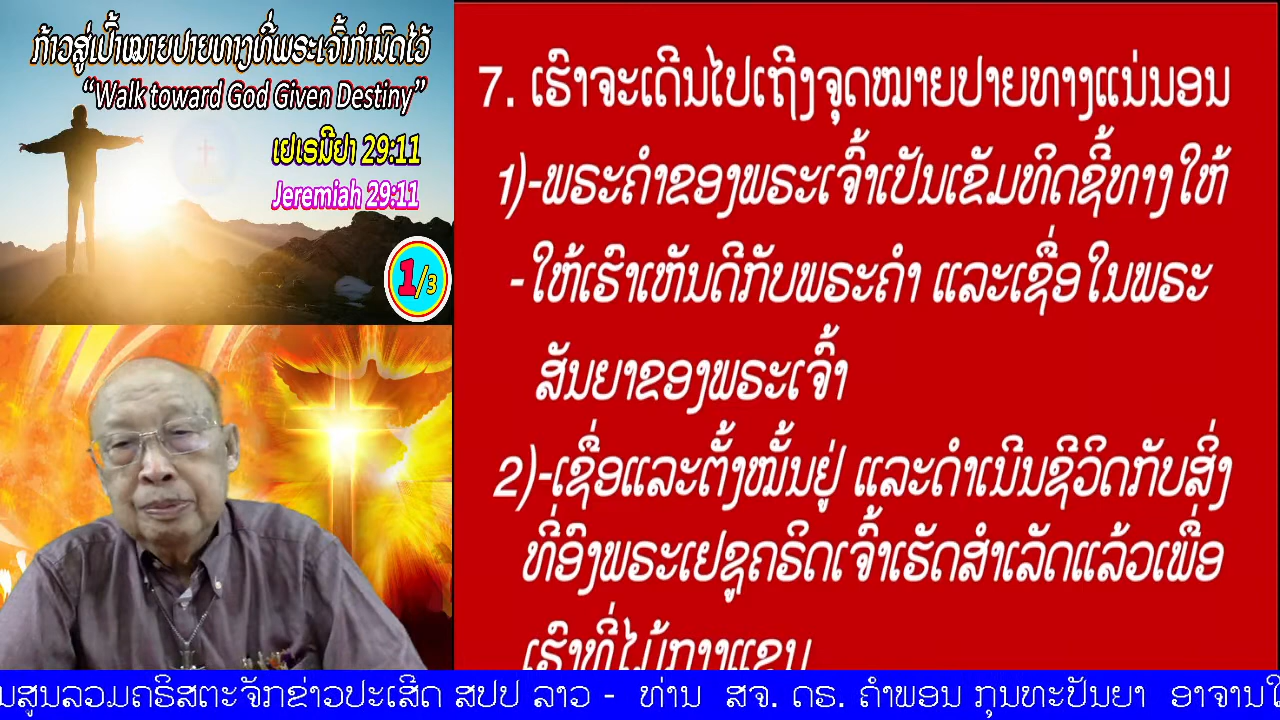 ກ້າວສູ່ເປົ້າໝາຍປາຍທາງທີ່ພຣະເຈົ້າກຳນົດໄວ້
“Walk toward God Given Destiny”
ເຢເຣມີຢາ 29:11
Jeremiah 29:11
1/3
7. ເຮົາຈະເດີນໄປເຖິງຈຸດໝາຍປາຍທາງແນ່ນອນ
1)-ພຣະຄຳຂອງພຣະເຈົ້າເປັນເຂັມທິດຊີ້ທາງໃຫ້
-ໃຫ້ເຮົາເຫັນດີກັບພຣະຄຳ ແລະເຊື່ອໃນພຣະ
ສັນຍາຂອງພຣະເຈົ້າ
2)-ເຊື່ອແລະຕັ້ງໝັ້ນຢູ່ ແລະດຳເນີນຊີວິດກັບສິ່ງ
ທີ່ອົງພຣະເຢຊູຄຣິດເຈົ້າເຮັດສຳເລັດແລ້ວເພື່ອ
ເຮົາທີ່ໄມ້ກາງແຂນ
ນສູນລວມຄຣິສຕະຈັກຂ່າວປະເສີດ ສປປ ລາວ - ທ່ານ ສຈ. ດຣ. ຄຳພອນ ກຸນທະປັນຍາ ອາຈານໃ